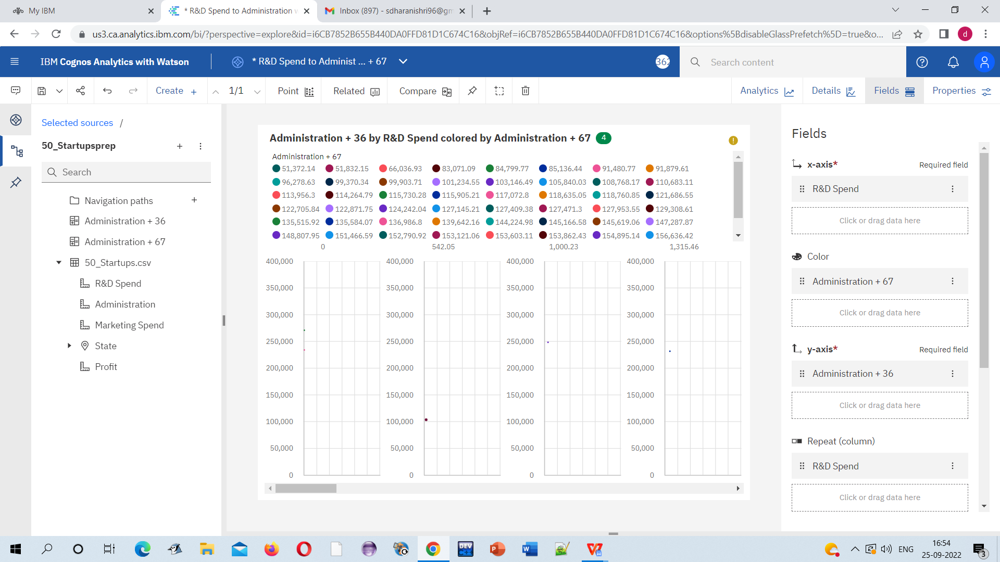 My IBM
* R&D Spend to Administration w
Inbox (897) - sdharanishri96@gm
us3.ca.analytics.ibm.com/bi/?perspective=explore&id=i6CB7852B655B440DA0FFD81D1C674C16&objRef=i6CB7852B655B440DA0FFD81D1C674C16&options%5BdisableGlassPrefetch%5D=true&o...
d
IBM Cognos Analytics with Watson
* R&D Spend to Administ ... + 67
362
Search content
Create +
1/1
Point
Related
Compare
Analytics
Details
Fields
Properties
Selected sources /
50_Startupsprep
Search
Navigation paths
Administration + 36
Administration + 67
50_Startups.csv
R&D Spend
Administration
Marketing Spend
State
Profit
Administration + 36 by R&D Spend colored by Administration + 67 4
Administration + 67
51,372.14 51,832.15 66,036.93 83,071.09 84,799.77 85,136.44 91,480.77 91,879.61
96,278.63 99,370.34 99,903.71 101,234.55 103,146.49 105,840.03 108,768.17 110,683.11
113,956.3 114,264.79 115,730.28 115,905.21 117,072.8 118,635.05 118,760.85 121,686.55
122,705.84 122,871.75 124,242.04 127,145.21 127,409.38 127,471.3 127,953.55 129,308.61
135,515.92 135,584.07 136,986.8 139,642.16 144,224.98 145,166.58 145,619.06 147,287.87
148,807.95 151,466.59 152,790.92 153,121.06 153,603.11 153,862.43 154,895.14 156,636.42
0 542.05 1,000.23 1,315.46
400,000 400,000 400,000 400,000
350,000 350,000 350,000 350,000
300,000 300,000 300,000 300,000
250,000 250,000 250,000 250,000
200,000 200,000 200,000 200,000
150,000 150,000 150,000 150,000
100,000 100,000 100,000 100,000
50,000 50,000 50,000 50,000
0 0 0 0
Fields
x-axis* Required field
R&D Spend
Click or drag data here
Color
Administration + 67
Click or drag data here
y-axis* Required field
Administration + 36
Click or drag data here
Repeat (column)
R&D Spend
Click or drag data here
DEV C++
P
W
ENG
16:54
25-09-2022
3